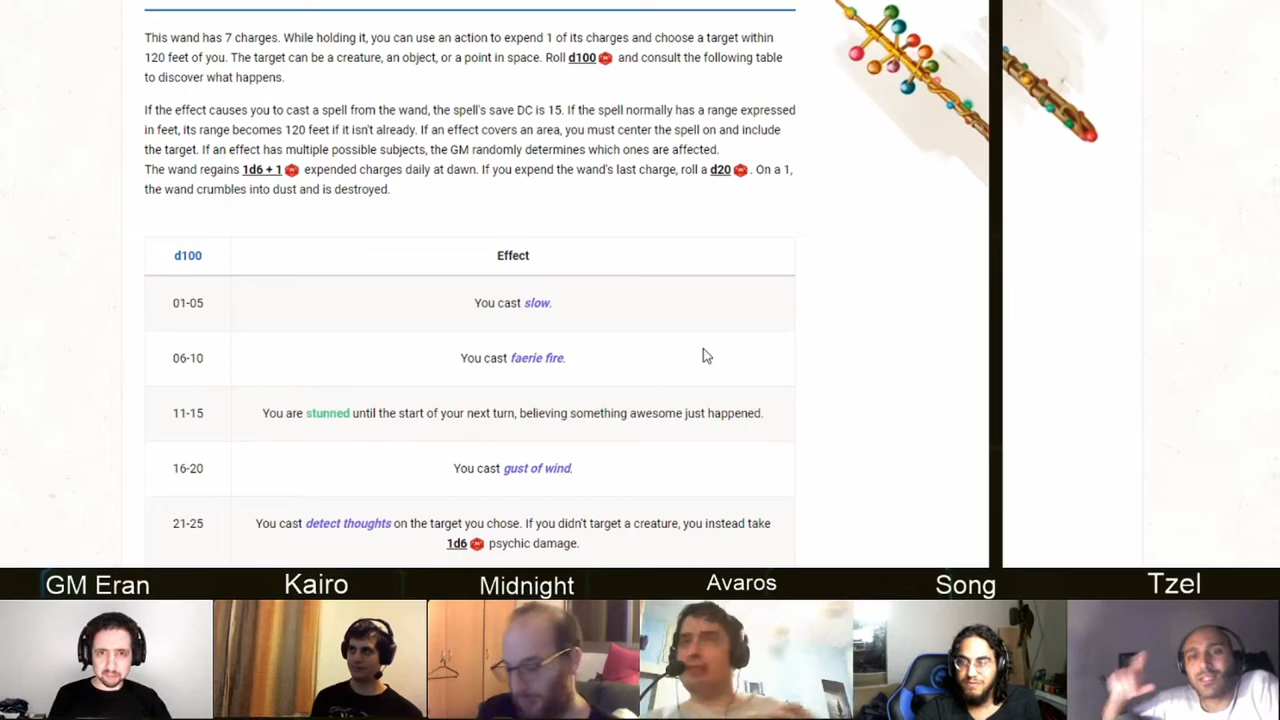 This wand has 7 charges. While holding it, you can use an action to expend 1 of its charges and choose a target within
120 feet of you. The target can be a creature, an object, or a point in space. Roll d100 and consult the following table
to discover what happens.
If the effect causes you to cast a spell from the wand, the spell's save DC is 15. If the spell normally has a range expressed
in feet, its range becomes 120 feet if it isn't already. If an effect covers an area, you must center the spell on and include
the target. If an effect has multiple possible subjects, the GM randomly determines which ones are affected.
The wand regains 1d6 + 1 expended charges daily at dawn. If you expend the wand's last charge, roll a d20 . On a 1,
the wand crumbles into dust and is destroyed.
d100 Effect
01-05 You cast slow.
06-10 You cast faerie fire.
11-15 You are stunned until the start of your next turn, believing something awesome just happened.
16-20 You cast gust of wind.
21-25 You cast detect thoughts on the target you chose. If you didn't target a creature, you instead take
1d6 psychic damage.
GM Eran Kairo Midnight Avaros Song Tzel